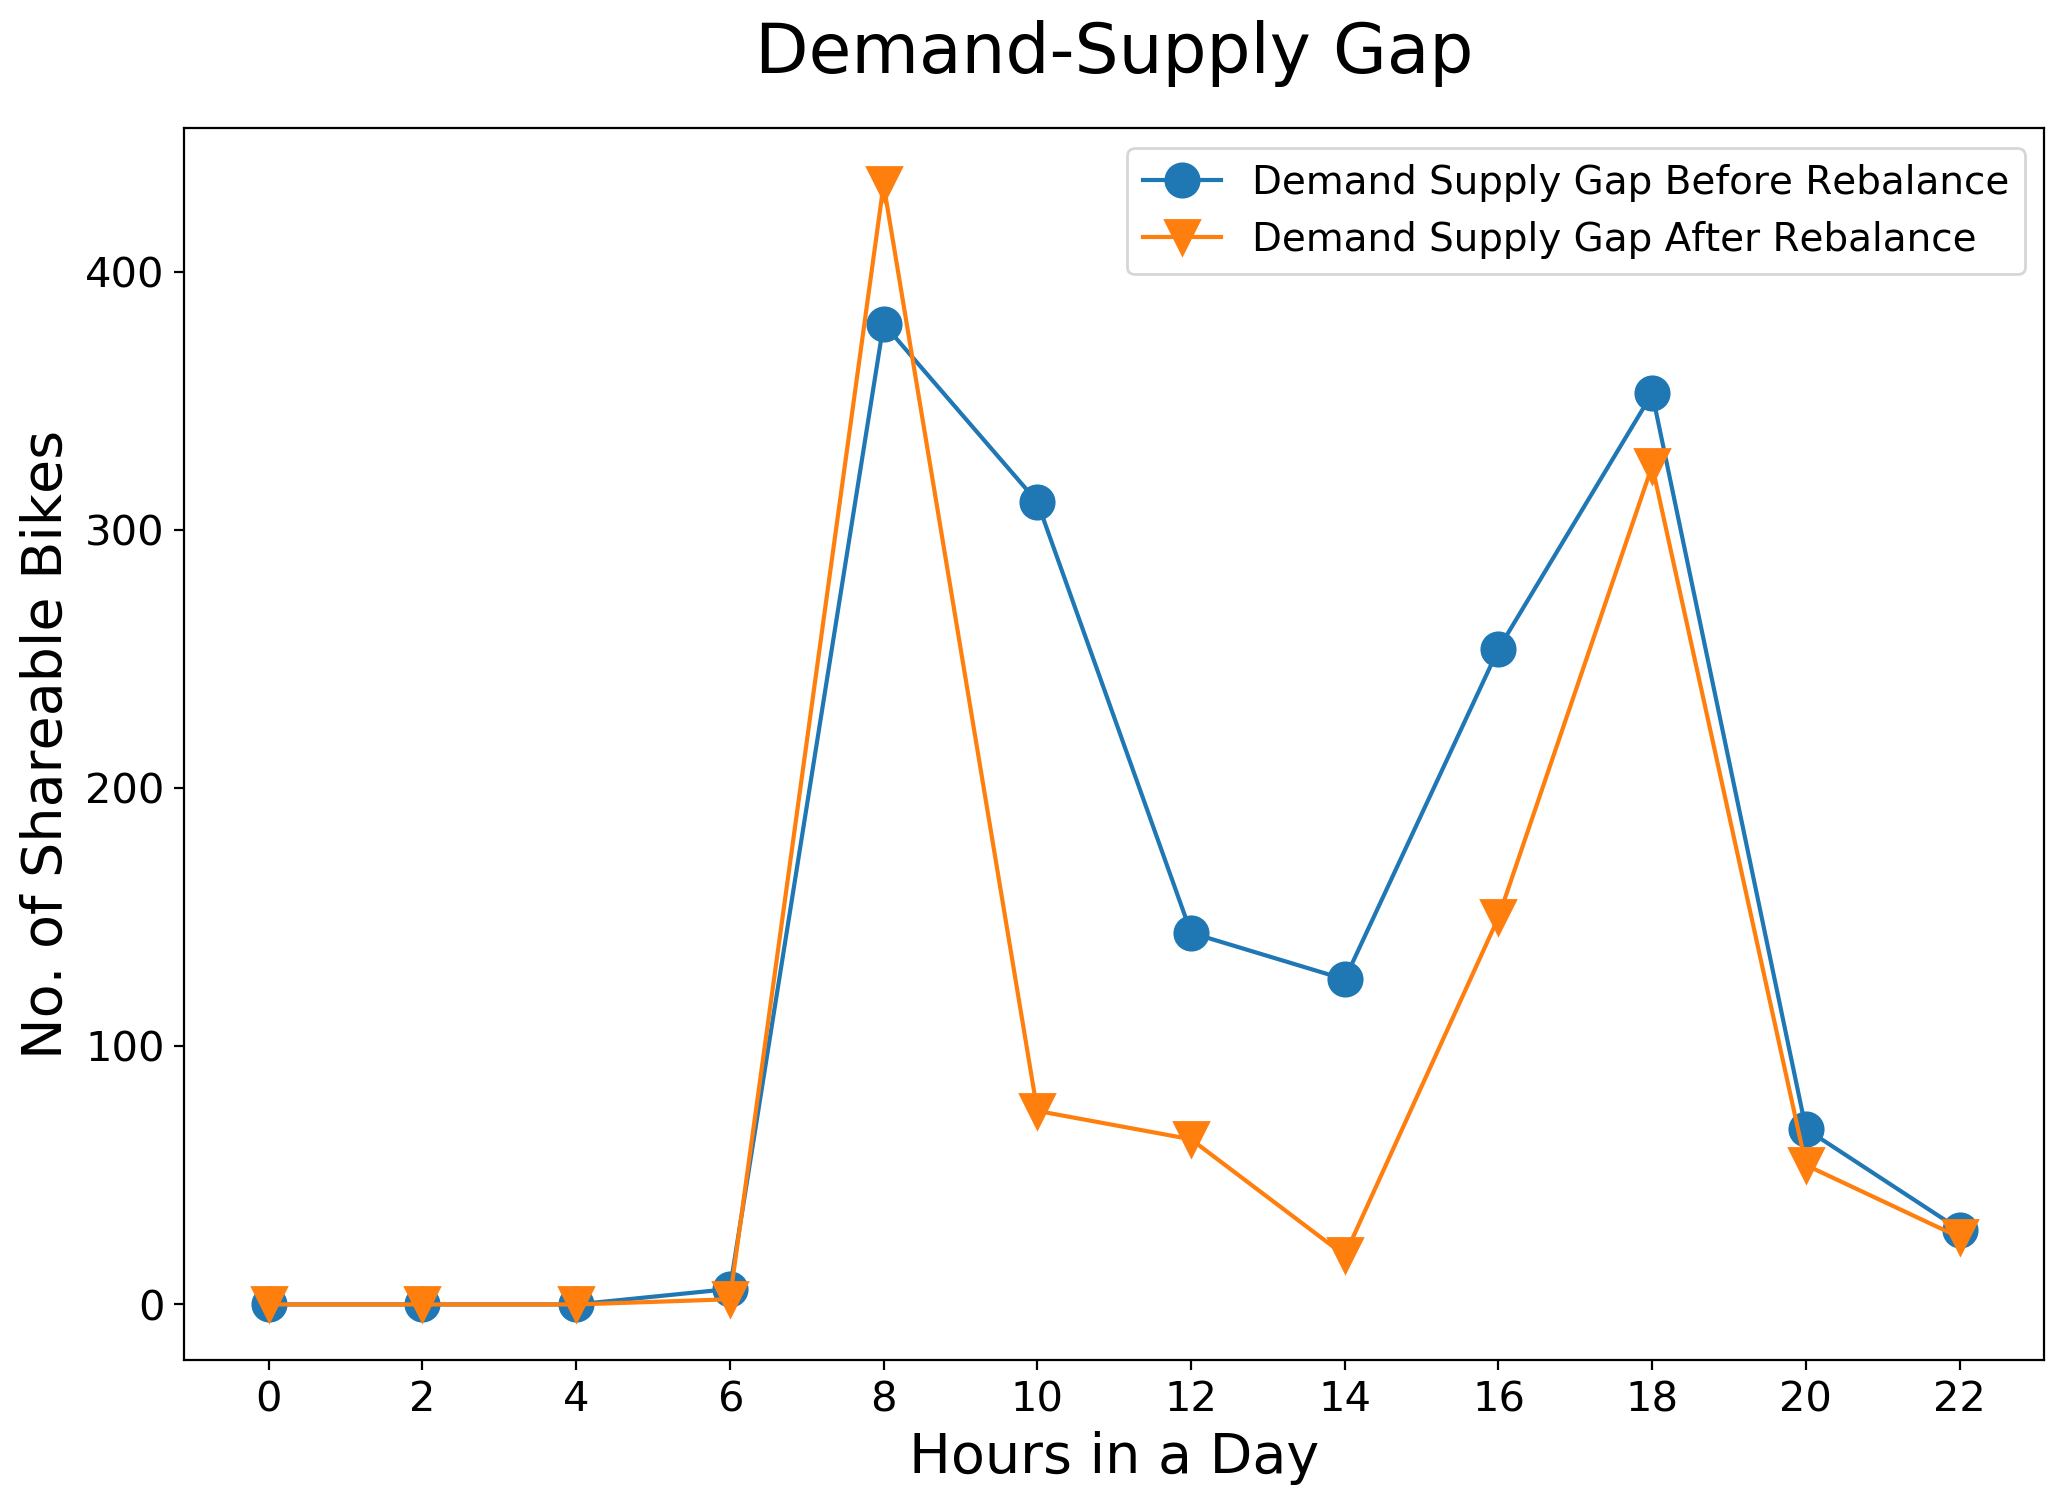 Demand-Supply Gap
Demand Supply Gap Before Rebalance
Demand Supply Gap After Rebalance
No. of Shareable Bikes
400
300
200
100
0
0 2 4 6 8 10 12 14 16 18 20 22
Hours in a Day